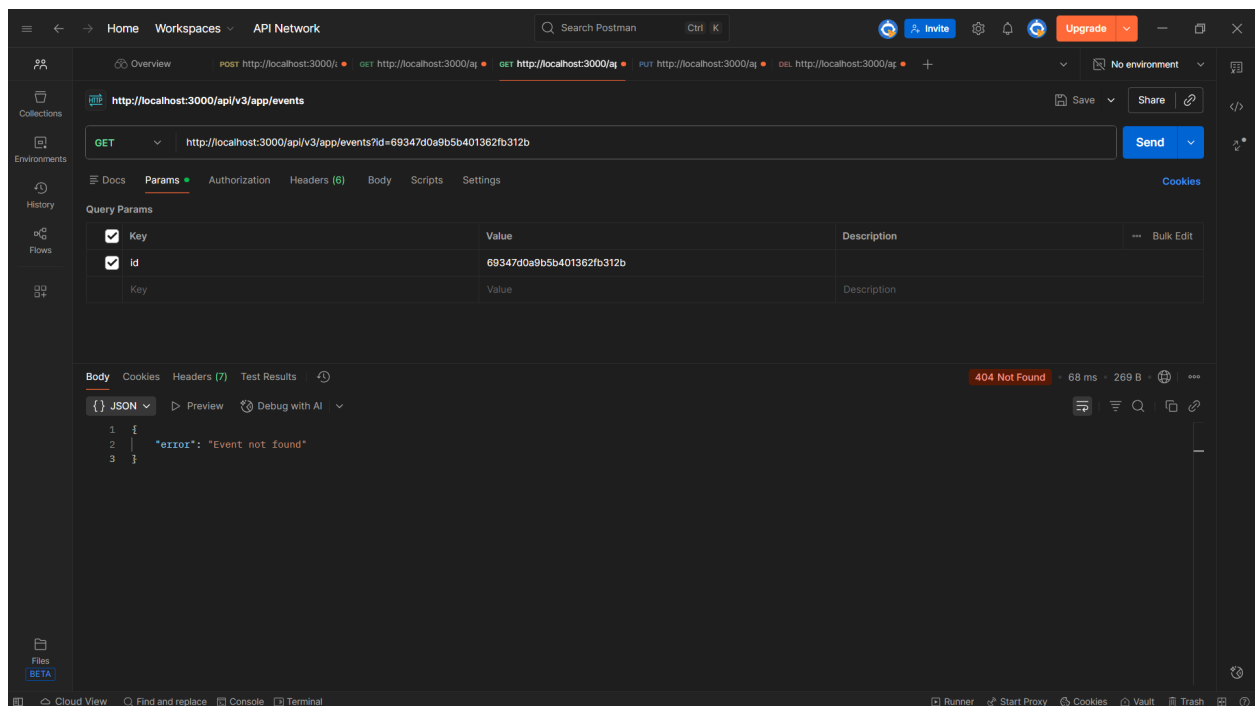 Home Workspaces API Network Search Postman Ctrl K Invite Upgrade
Overview POST http://localhost:3000/a GET http://localhost:3000/ap GET http://localhost:3000/ap PUT http://localhost:3000/ap DEL http://localhost:3000/ap No environment
Collections
Environments
History
Flows
Files
BETA
HTTP http://localhost:3000/api/v3/app/events Save Share
GET http://localhost:3000/api/v3/app/events?id=69347d0a9b5b401362fb312b Send
Docs Params Authorization Headers (6) Body Scripts Settings Cookies
Query Params
Key Value Description Bulk Edit
id 69347d0a9b5b401362fb312b
Key Value Description
Body Cookies Headers (7) Test Results 404 Not Found 68 ms 269 B
{} JSON Preview Debug with AI
1 {
2 "error": "Event not found"
3 }
Cloud View Find and replace Console Terminal Runner Start Proxy Cookies Vault Trash